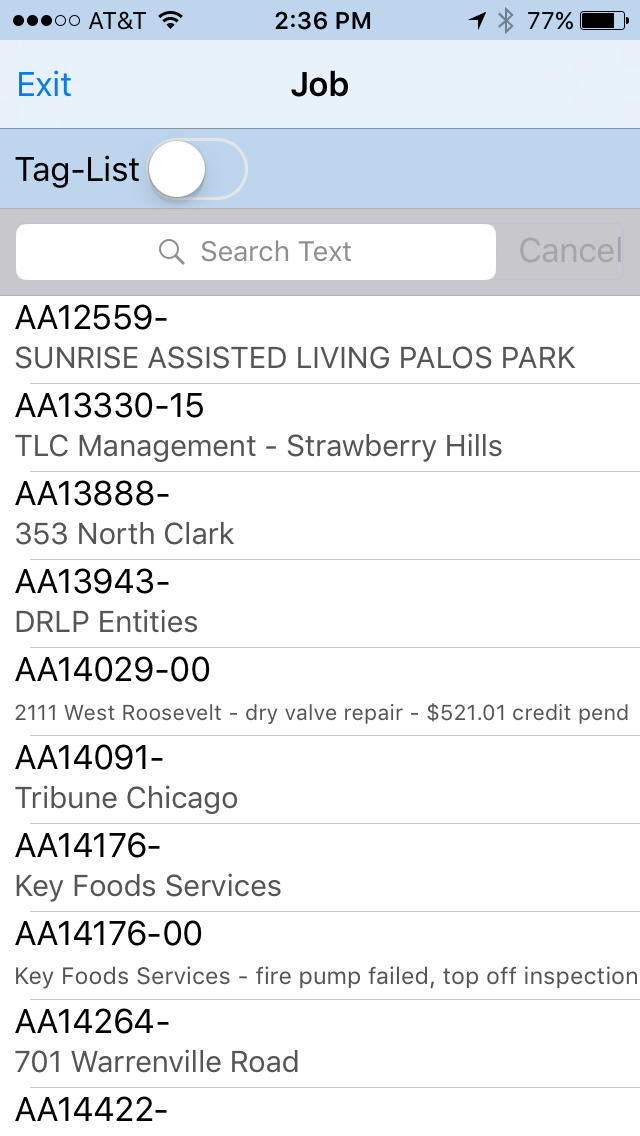 AT&T 2:36 PM 77%
Exit Job
Tag-List
Search Text Cancel
AA12559-
SUNRISE ASSISTED LIVING PALOS PARK
AA13330-15
TLC Management - Strawberry Hills
AA13888-
353 North Clark
AA13943-
DRLP Entities
AA14029-00
2111 West Roosevelt - dry valve repair - $521.01 credit pend
AA14091-
Tribune Chicago
AA14176-
Key Foods Services
AA14176-00
Key Foods Services - fire pump failed, top off inspection
AA14264-
701 Warrenville Road
AA14422-